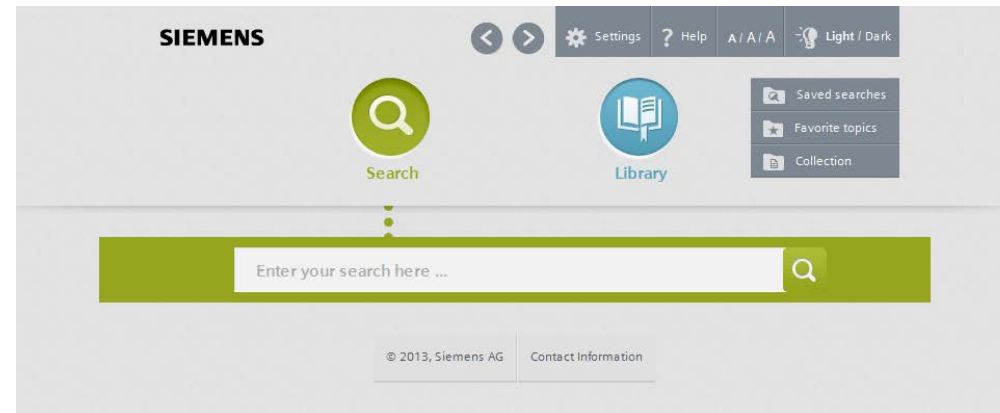 SIEMENS
Settings
Help
A / A / A
Light / Dark
Search
Library
Saved searches
Favorite topics
Collection
Enter your search here ...
© 2013, Siemens AG
Contact Information